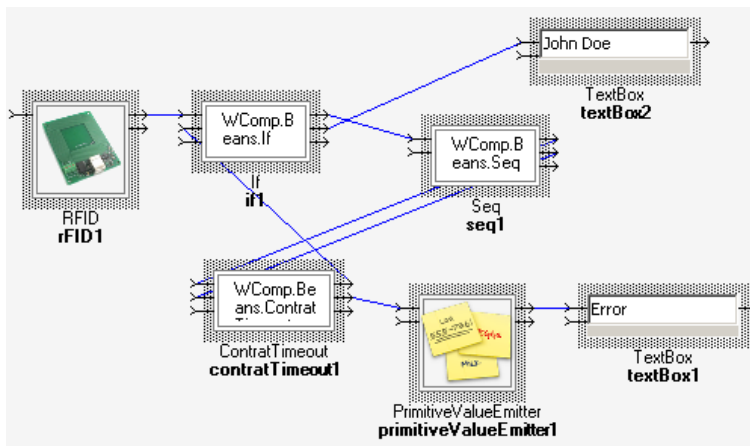 John Doe
TextBox
textBox2
WComp.B
eans.If
If
if1
WComp.B
eans.Seq
Seq
seq1
RFID
rFID1
WComp.Be
ans.Contrat
ContratTimeout
contratTimeout1
Error
TextBox
textBox1
PrimitiveValueEmitter
primitiveValueEmitter1